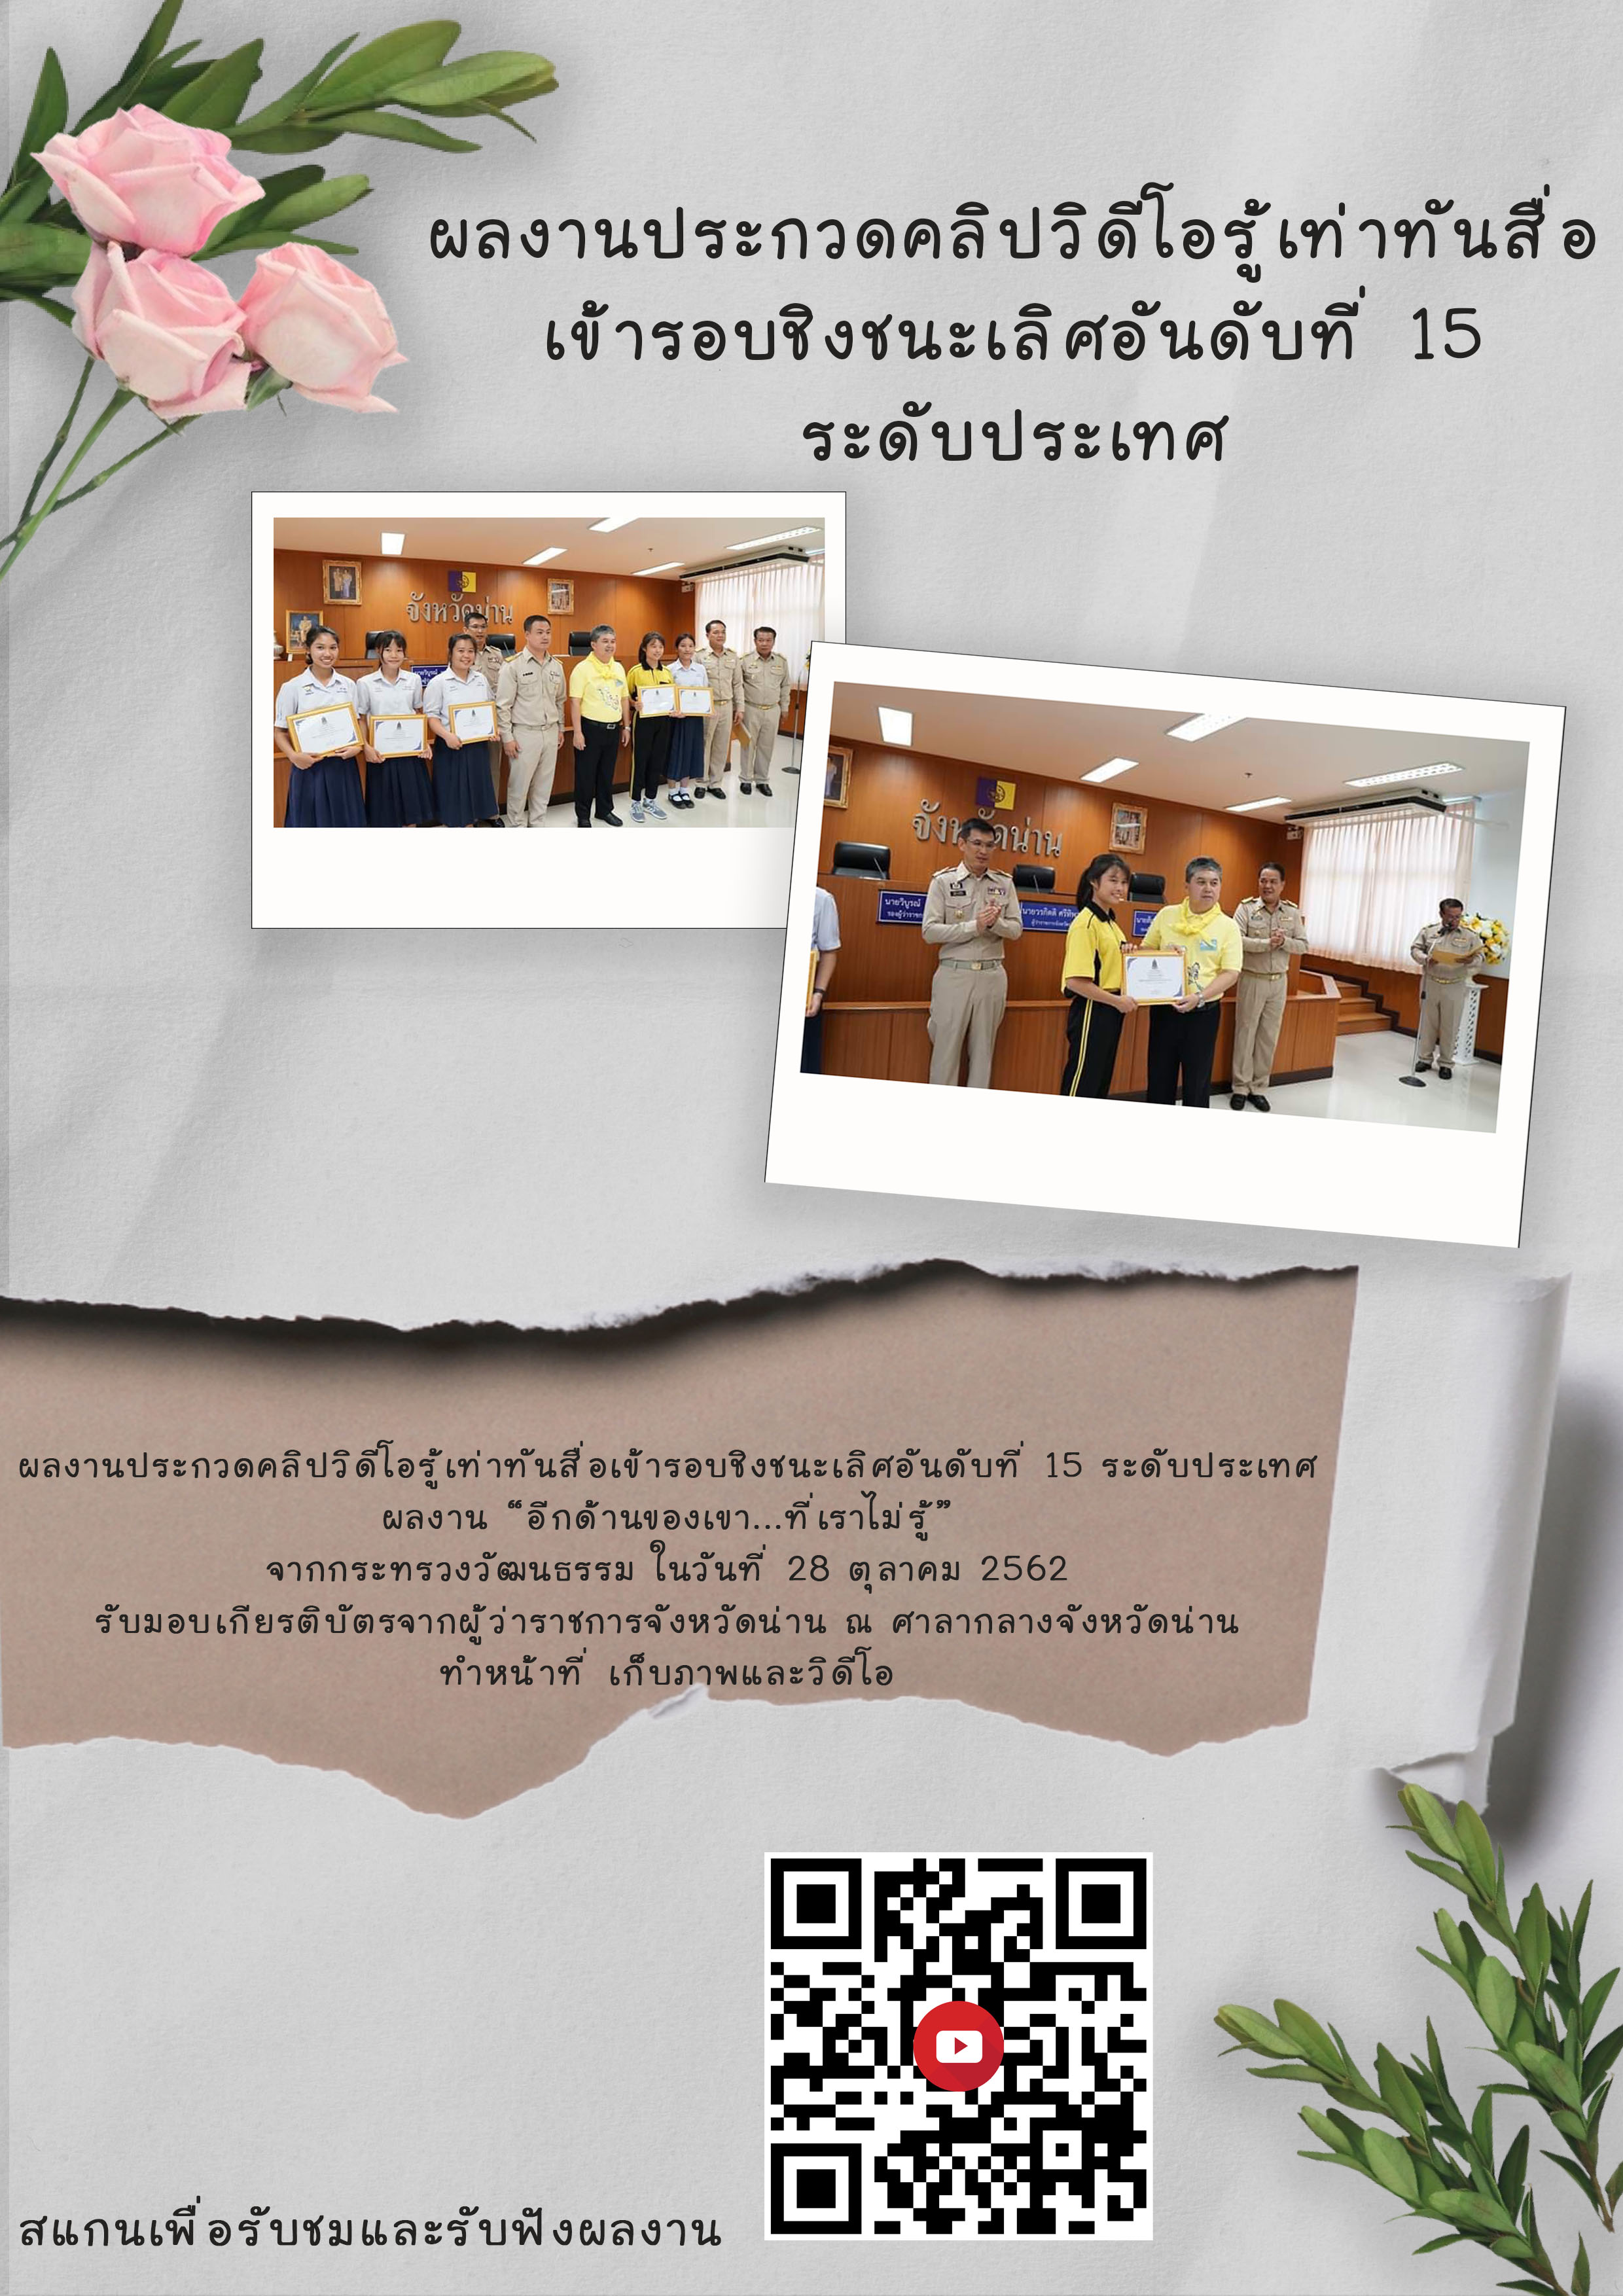 ผลงานประกวดคลิปวิดีโอรู้เท่าทันสื่อ
เข้ารอบชิงชนะเลิศอันดับที่ 15
ระดับประเทศ
จังหวัดน่าน
จังหวัดน่าน
นายวิบูรณ์
ผลงานประกวดคลิปวิดีโอรู้เท่าทันสื่อเข้ารอบชิงชนะเลิศอันดับที่ 15 ระดับประเทศ
ผลงาน “อีกด้านของเขา...ที่เราไม่รู้”
จากกระทรวงวัฒนธรรม ในวันที่ 28 ตุลาคม 2562
รับมอบเกียรติบัตรจากผู้ว่าราชการจังหวัดน่าน ณ ศาลากลางจังหวัดน่าน
ทำหน้าที่ เก็บภาพและวิดีโอ
สแกนเพื่อรับชมและรับฟังผลงาน